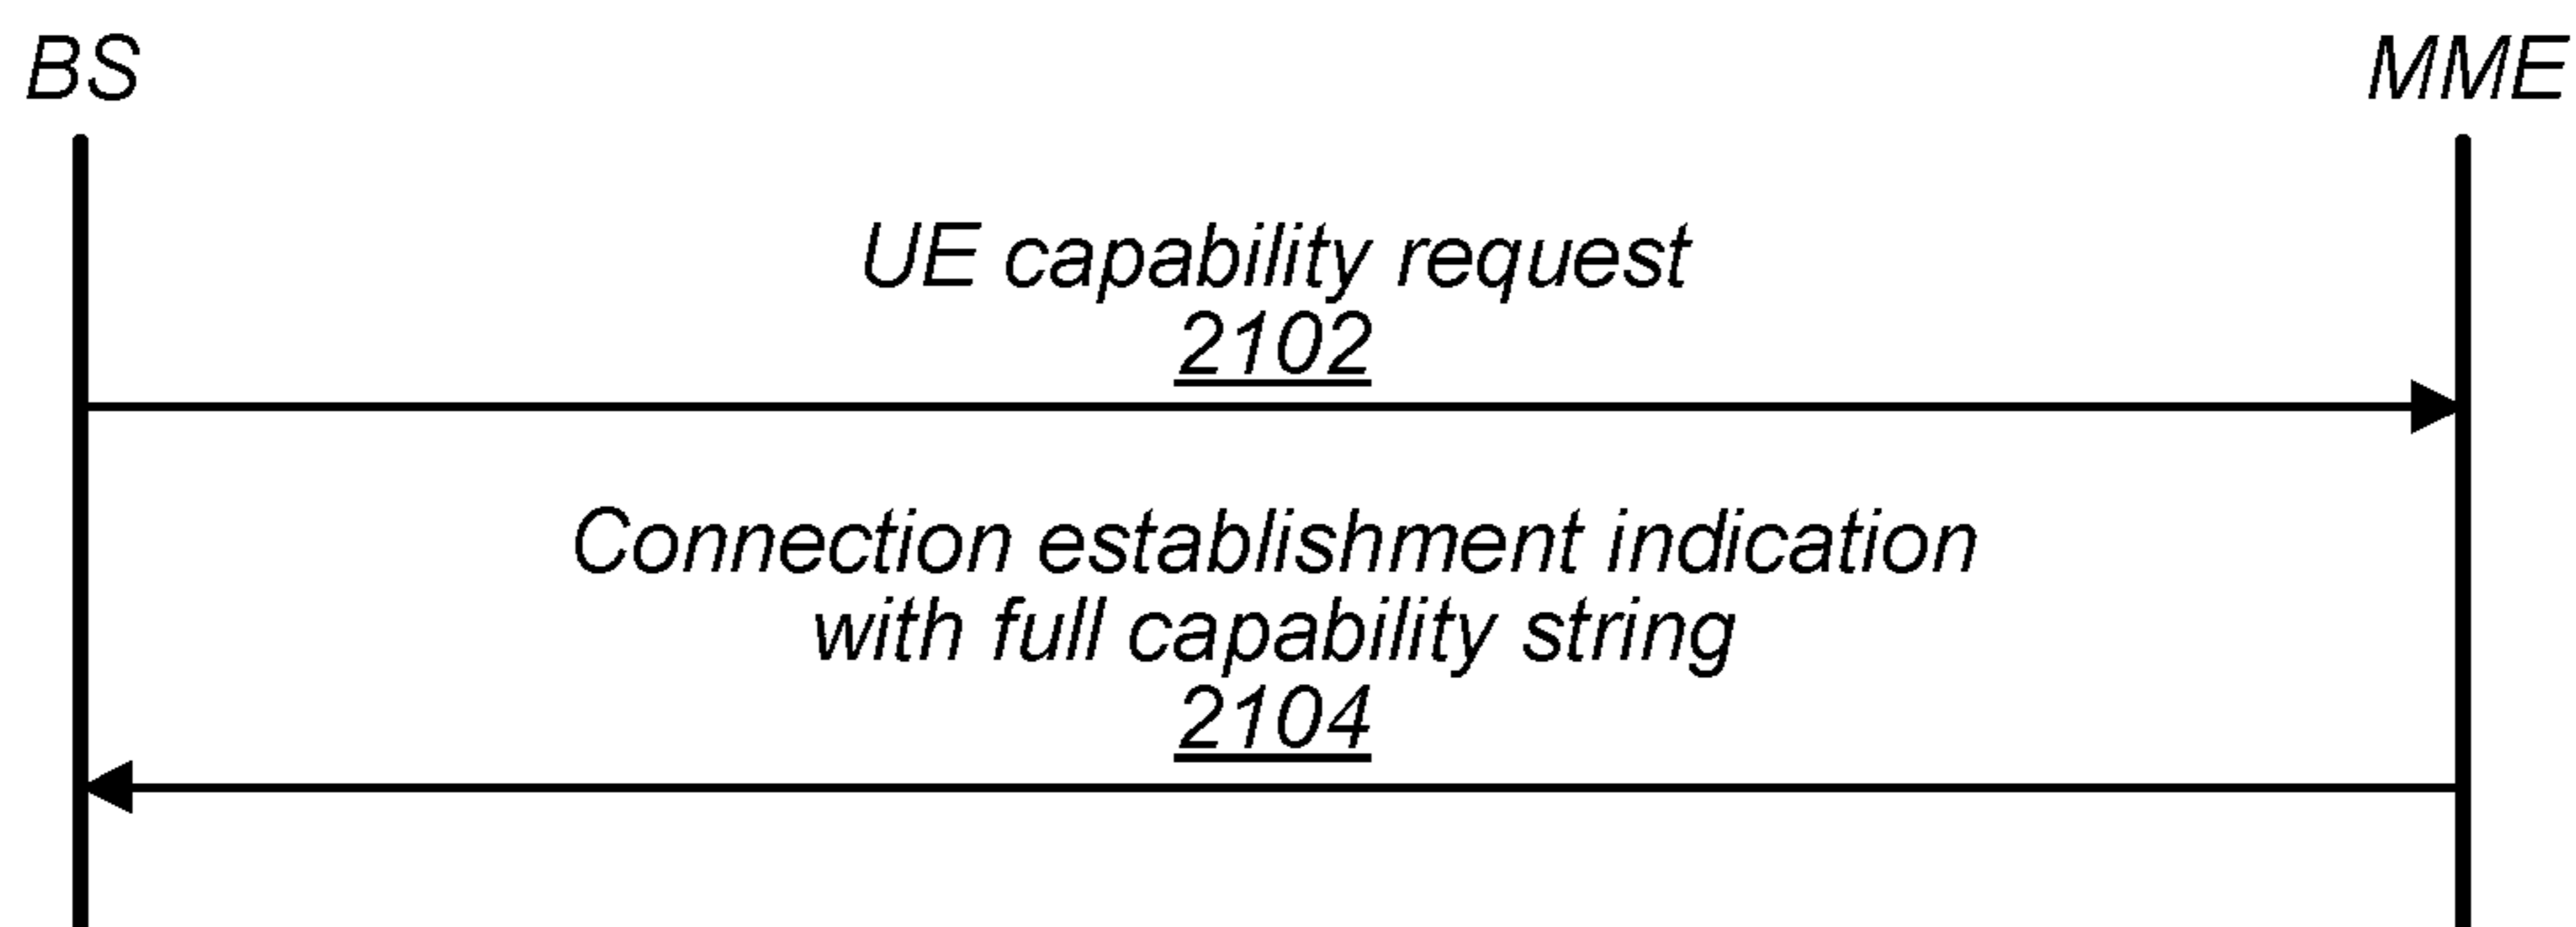 BS
MME
UE capability request
2102
Connection establishment indication
with full capability string
2104